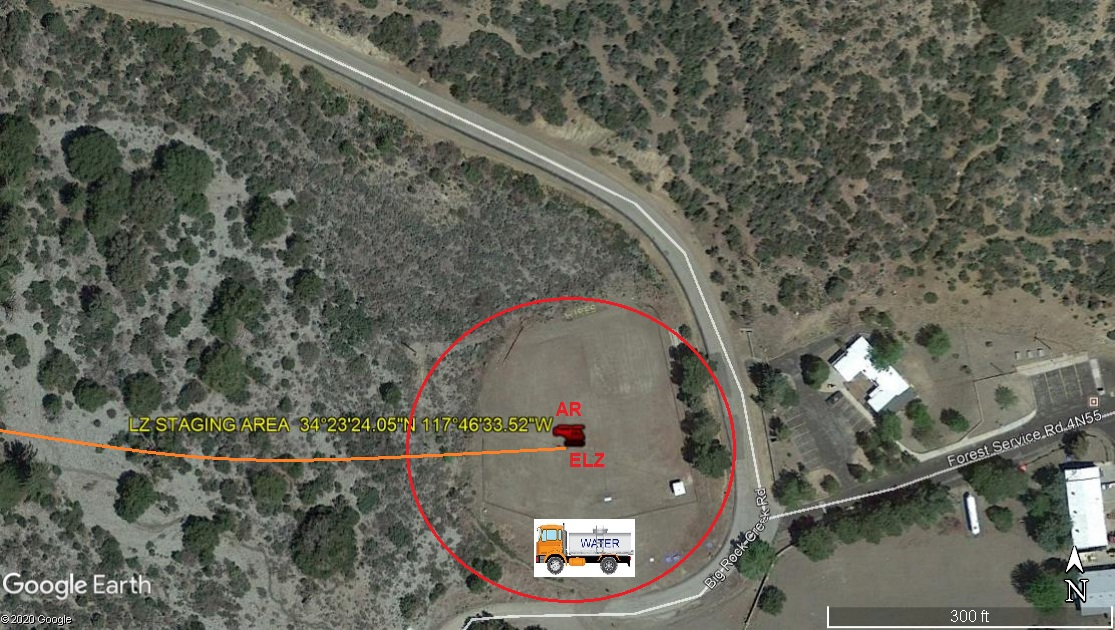 LZ STAGING AREA 34°23'24.05"N 117°46'33.52"W
AR
ELZ
WATER
Big Rock Creek Rd
Forest Service Rd 4N55
Google Earth
©2020 Google
N
300 ft